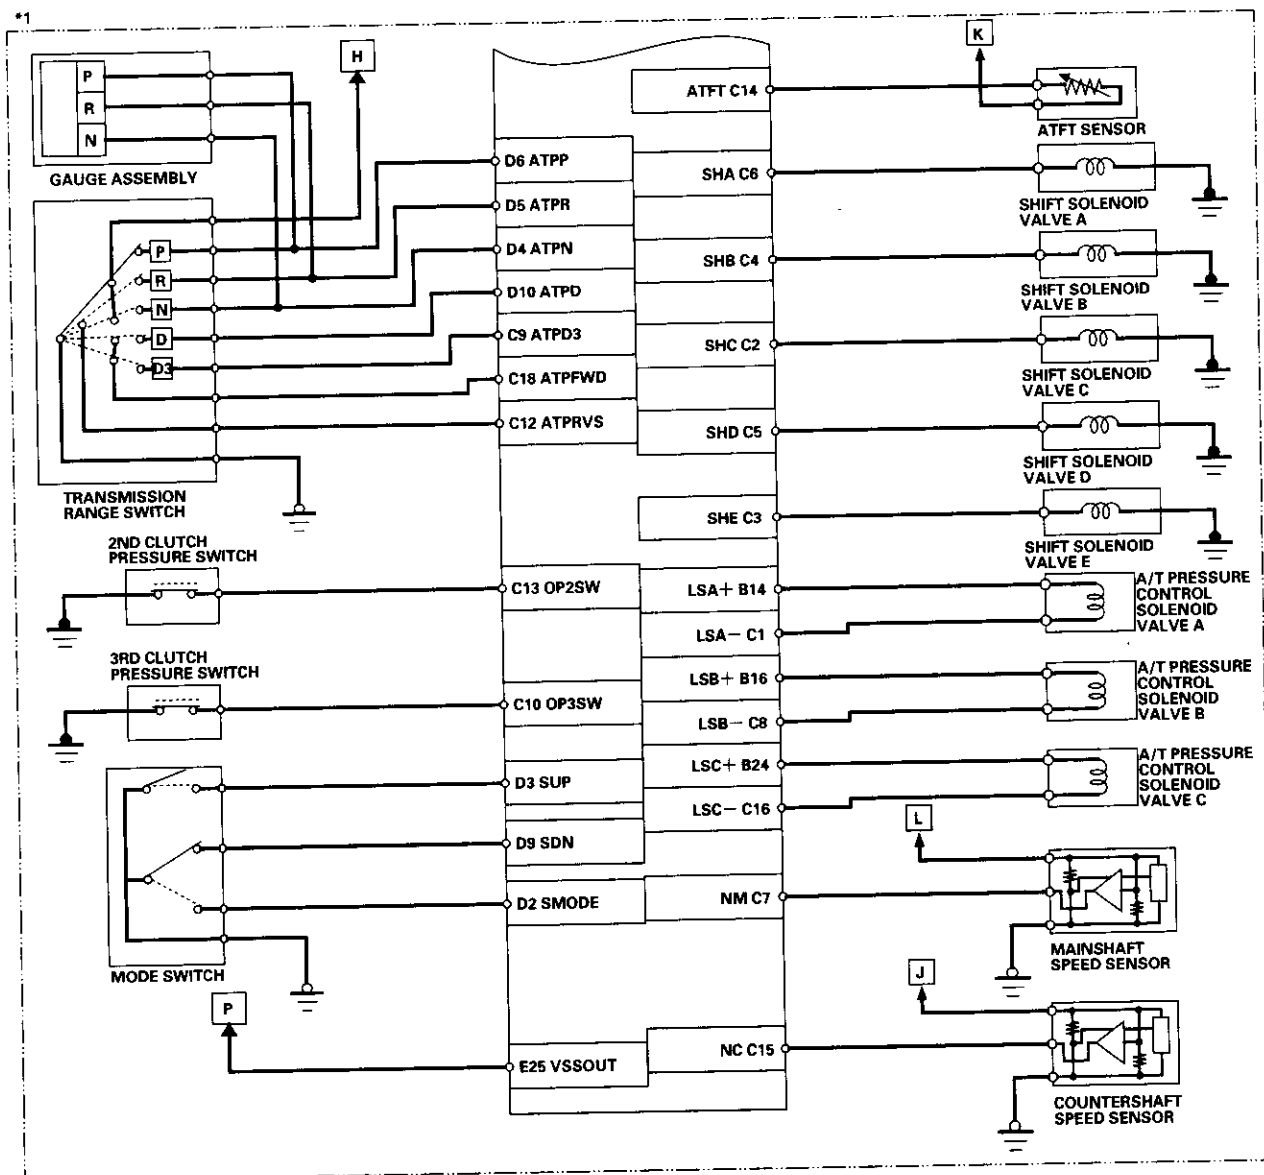 *1
P
R
N
GAUGE ASSEMBLY
H
K
ATFT C14
ATFT SENSOR
D6 ATPP
SHA C6
SHIFT SOLENOID
VALVE A
D5 ATPR
D4 ATPN
SHB C4
SHIFT SOLENOID
VALVE B
D10 ATPD
C9 ATPD3
SHC C2
SHIFT SOLENOID
VALVE C
C18 ATPFWD
C12 ATPRVS
SHD C5
SHIFT SOLENOID
VALVE D
P
R
N
D
D3
TRANSMISSION
RANGE SWITCH
SHE C3
SHIFT SOLENOID
VALVE E
2ND CLUTCH
PRESSURE SWITCH
C13 OP2SW
LSA+ B14
LSA− C1
A/T PRESSURE
CONTROL
SOLENOID
VALVE A
3RD CLUTCH
PRESSURE SWITCH
C10 OP3SW
LSB+ B16
LSB− C8
A/T PRESSURE
CONTROL
SOLENOID
VALVE B
D3 SUP
LSC+ B24
LSC− C16
A/T PRESSURE
CONTROL
SOLENOID
VALVE C
D9 SDN
L
D2 SMODE
NM C7
MAINSHAFT
SPEED SENSOR
MODE SWITCH
P
J
E25 VSSOUT
NC C15
COUNTERSHAFT
SPEED SENSOR